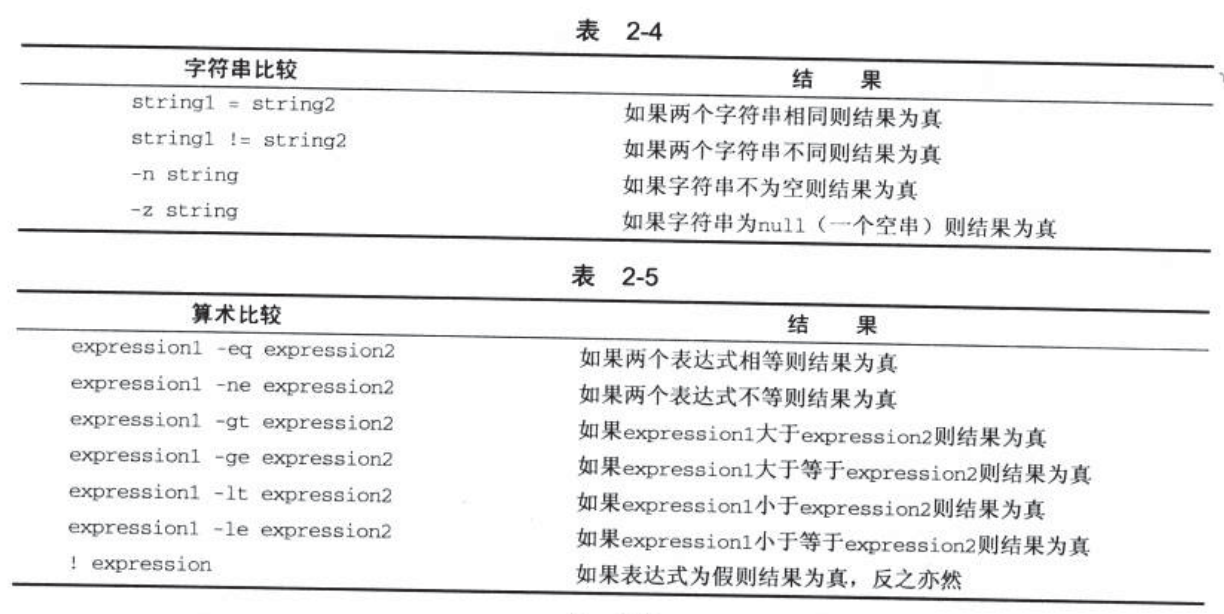 表 2-4
字符串比较 结 果
string1 = string2 如果两个字符串相同则结果为真
string1 != string2 如果两个字符串不同则结果为真
-n string 如果字符串不为空则结果为真
-z string 如果字符串为null（一个空串）则结果为真
表 2-5
算术比较 结 果
expression1 -eq expression2 如果两个表达式相等则结果为真
expression1 -ne expression2 如果两个表达式不等则结果为真
expression1 -gt expression2 如果expression1大于expression2则结果为真
expression1 -ge expression2 如果expression1大于等于expression2则结果为真
expression1 -lt expression2 如果expression1小于expression2则结果为真
expression1 -le expression2 如果expression1小于等于expression2则结果为真
! expression 如果表达式为假则结果为真，反之亦然